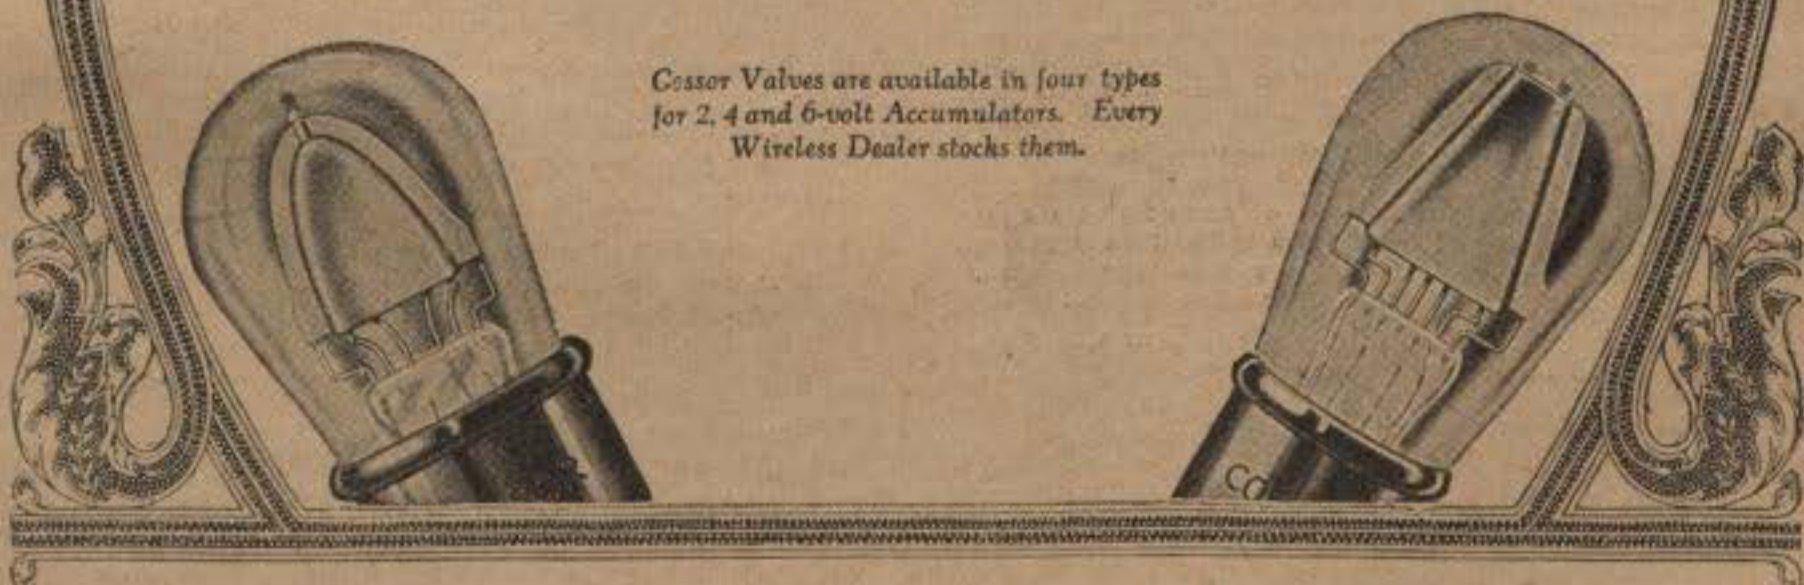 Cossor Valves are available in four types
for 2, 4 and 6-volt Accumulators. Every
Wireless Dealer stocks them.
CO